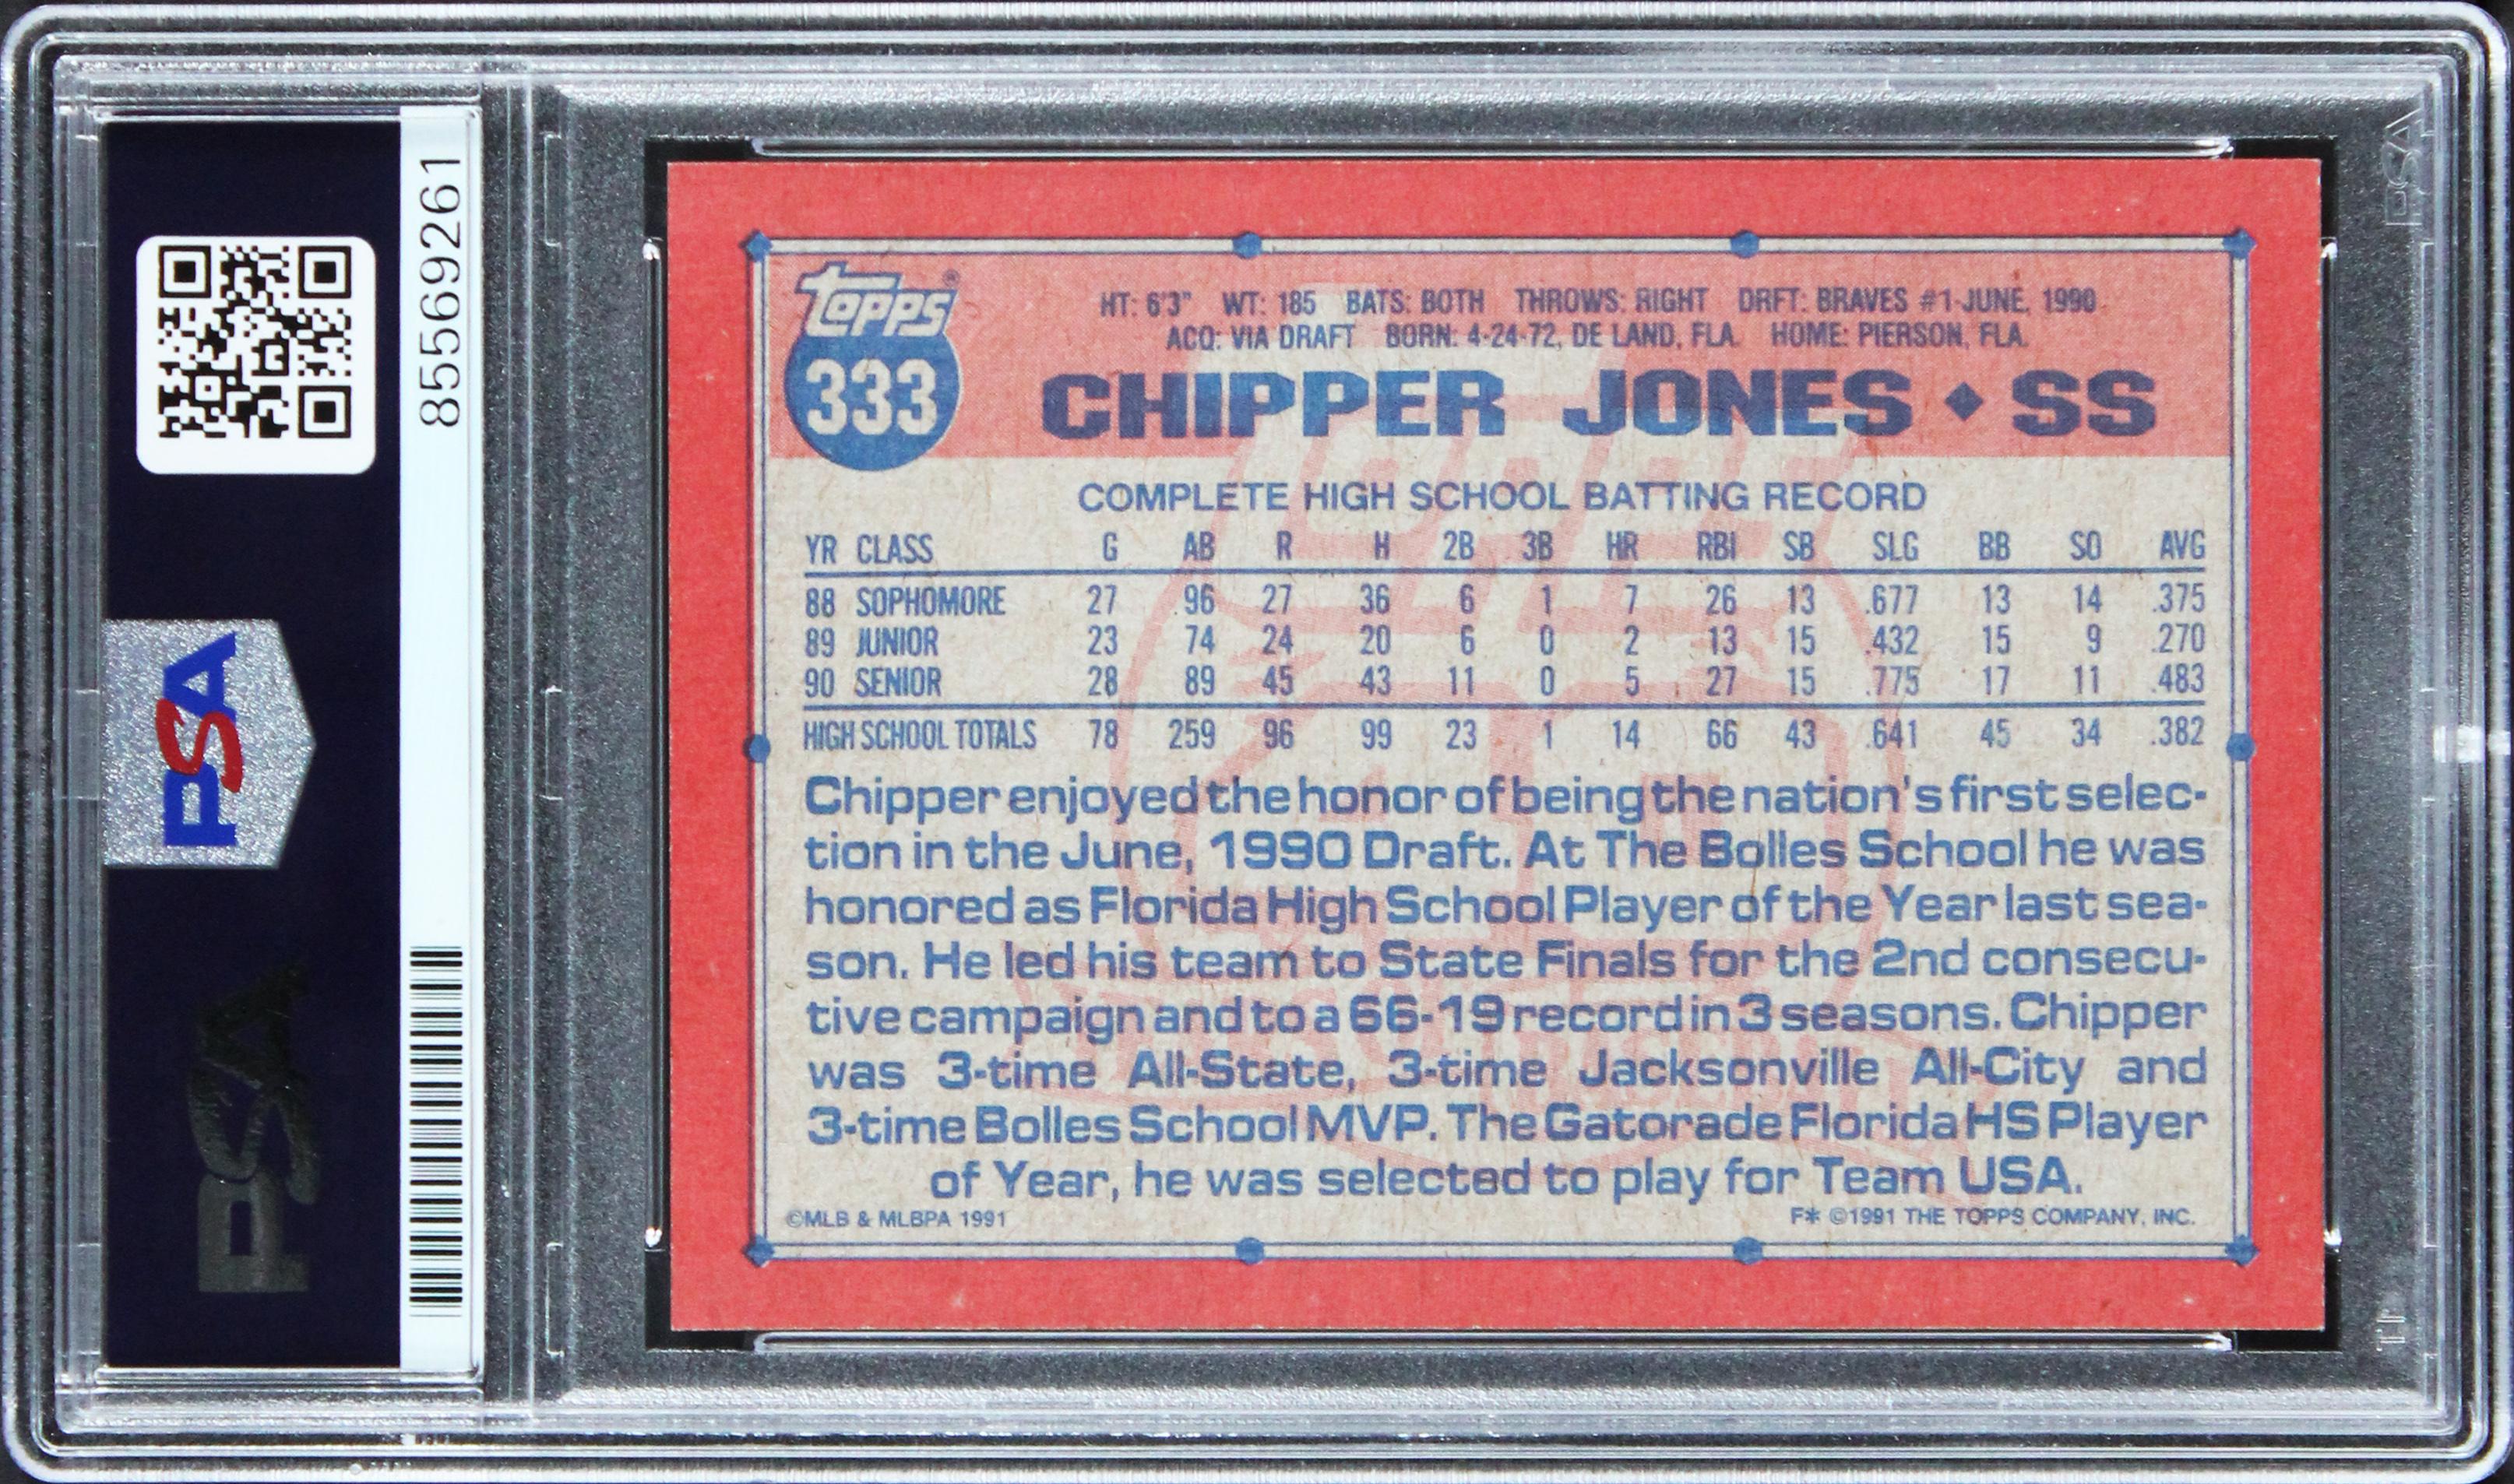 85569261
PSA
PSA
PSA
Topps®
333
HT: 6'3" WT: 185 BATS: BOTH THROWS: RIGHT DRFT: BRAVES #1-JUNE, 1990
ACQ: VIA DRAFT BORN: 4-24-72, DE LAND, FLA. HOME: PIERSON, FLA.
CHIPPER JONES ♦ SS
COMPLETE HIGH SCHOOL BATTING RECORD
YR CLASS G AB R H 2B 3B HR RBI SB SLG BB SO AVG
88 SOPHOMORE 27 96 27 36 6 1 7 26 13 .677 13 14 .375
89 JUNIOR 23 74 24 20 6 0 2 13 15 .432 15 9 .270
90 SENIOR 28 89 45 43 11 0 5 27 15 .775 17 11 .483
HIGH SCHOOL TOTALS 78 259 96 99 23 1 14 66 43 .641 45 34 .382
Chipper enjoyed the honor of being the nation's first selec-
tion in the June, 1990 Draft. At The Bolles School he was
honored as Florida High School Player of the Year last sea-
son. He led his team to State Finals for the 2nd consecu-
tive campaign and to a 66-19 record in 3 seasons. Chipper
was 3-time All-State, 3-time Jacksonville All-City and
3-time Bolles School MVP. The Gatorade Florida HS Player
of Year, he was selected to play for Team USA.
©MLB & MLBPA 1991
F* ©1991 THE TOPPS COMPANY, INC.